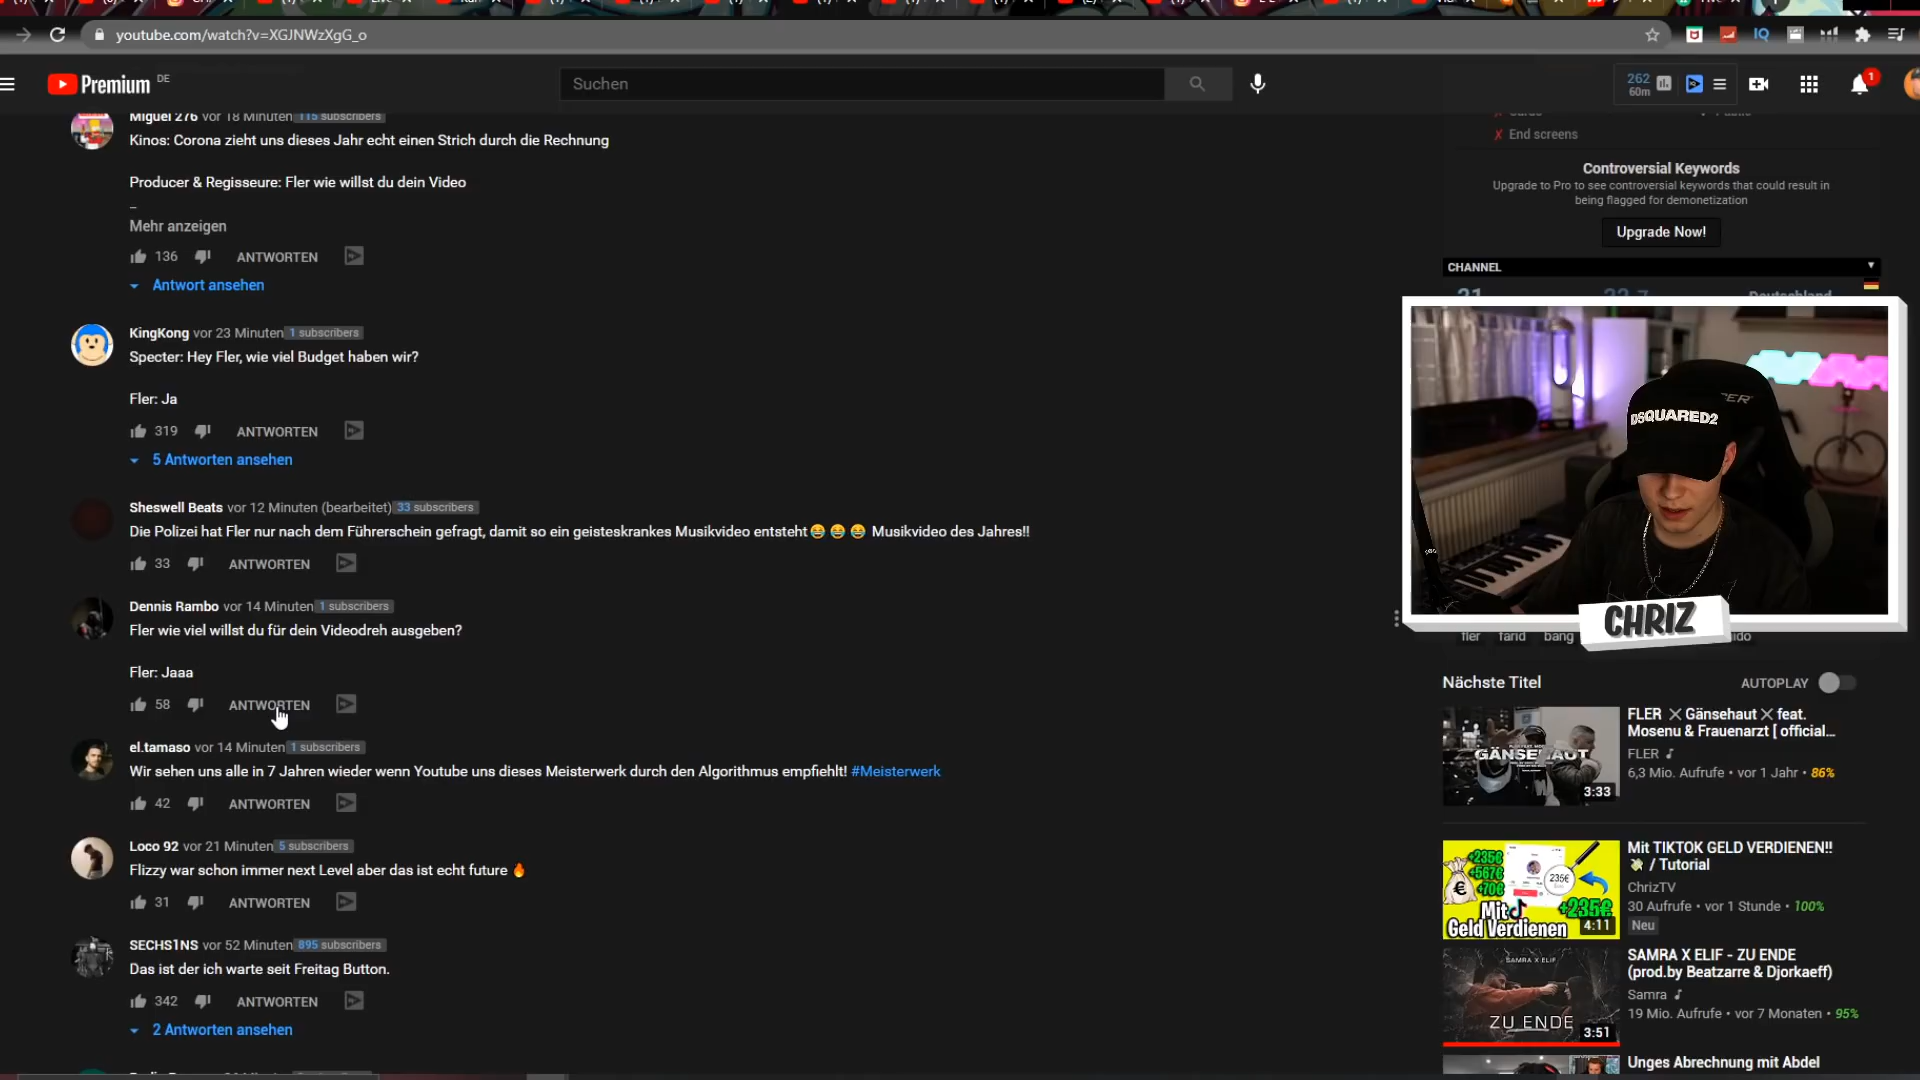 youtube.com/watch?v=XGJNWzXgG_o
IQ
Premium DE
Suchen
262
60m
1
Miguel 276 vor 18 Minuten 115 subscribers
Kinos: Corona zieht uns dieses Jahr echt einen Strich durch die Rechnung
Producer & Regisseure: Fler wie willst du dein Video
_
Mehr anzeigen
136 ANTWORTEN
Antwort ansehen
KingKong vor 23 Minuten 1 subscribers
Specter: Hey Fler, wie viel Budget haben wir?
Fler: Ja
319 ANTWORTEN
5 Antworten ansehen
Sheswell Beats vor 12 Minuten (bearbeitet) 33 subscribers
Die Polizei hat Fler nur nach dem Führerschein gefragt, damit so ein geisteskrankes Musikvideo entsteht😂 😂 😂 Musikvideo des Jahres!!
33 ANTWORTEN
Dennis Rambo vor 14 Minuten 1 subscribers
Fler wie viel willst du für dein Videodreh ausgeben?
Fler: Jaaa
58 ANTWORTEN
el.tamaso vor 14 Minuten 1 subscribers
Wir sehen uns alle in 7 Jahren wieder wenn Youtube uns dieses Meisterwerk durch den Algorithmus empfiehlt! #Meisterwerk
42 ANTWORTEN
Loco 92 vor 21 Minuten 5 subscribers
Flizzy war schon immer next Level aber das ist echt future 🔥
31 ANTWORTEN
SECHS1NS vor 52 Minuten 895 subscribers
Das ist der ich warte seit Freitag Button.
342 ANTWORTEN
2 Antworten ansehen
✗ End screens
Controversial Keywords
Upgrade to Pro to see controversial keywords that could result in
being flagged for demonetization
Upgrade Now!
CHANNEL
Deutschland
DSQUARED2
CHRIZ
fler farid bang
Nächste Titel AUTOPLAY
GÄNSEHAUT
3:33
FLER ✕ Gänsehaut ✕ feat.
Mosenu & Frauenarzt [ official...
FLER
6,3 Mio. Aufrufe • vor 1 Jahr • 86%
+235€
+567€
+70€
€
235€
+235€
Mit
Geld Verdienen
4:11
Mit TIKTOK GELD VERDIENEN!!
💸 / Tutorial
ChrizTV
30 Aufrufe • vor 1 Stunde • 100%
Neu
SAMRA X ELIF
ZU ENDE
3:51
SAMRA X ELIF - ZU ENDE
(prod.by Beatzarre & Djorkaeff)
Samra
19 Mio. Aufrufe • vor 7 Monaten • 95%
Unges Abrechnung mit Abdel